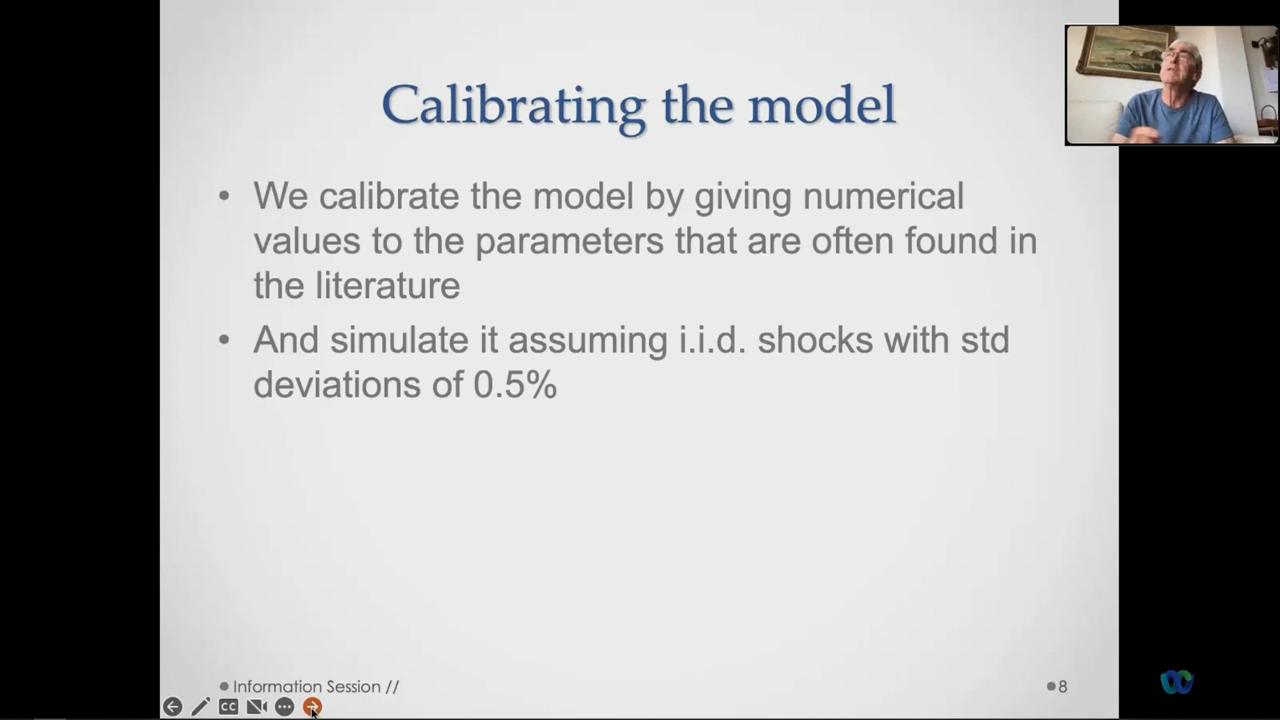 Calibrating the model
• We calibrate the model by giving numerical
values to the parameters that are often found in
the literature
• And simulate it assuming i.i.d. shocks with std
deviations of 0.5%
Information Session //
8
CC